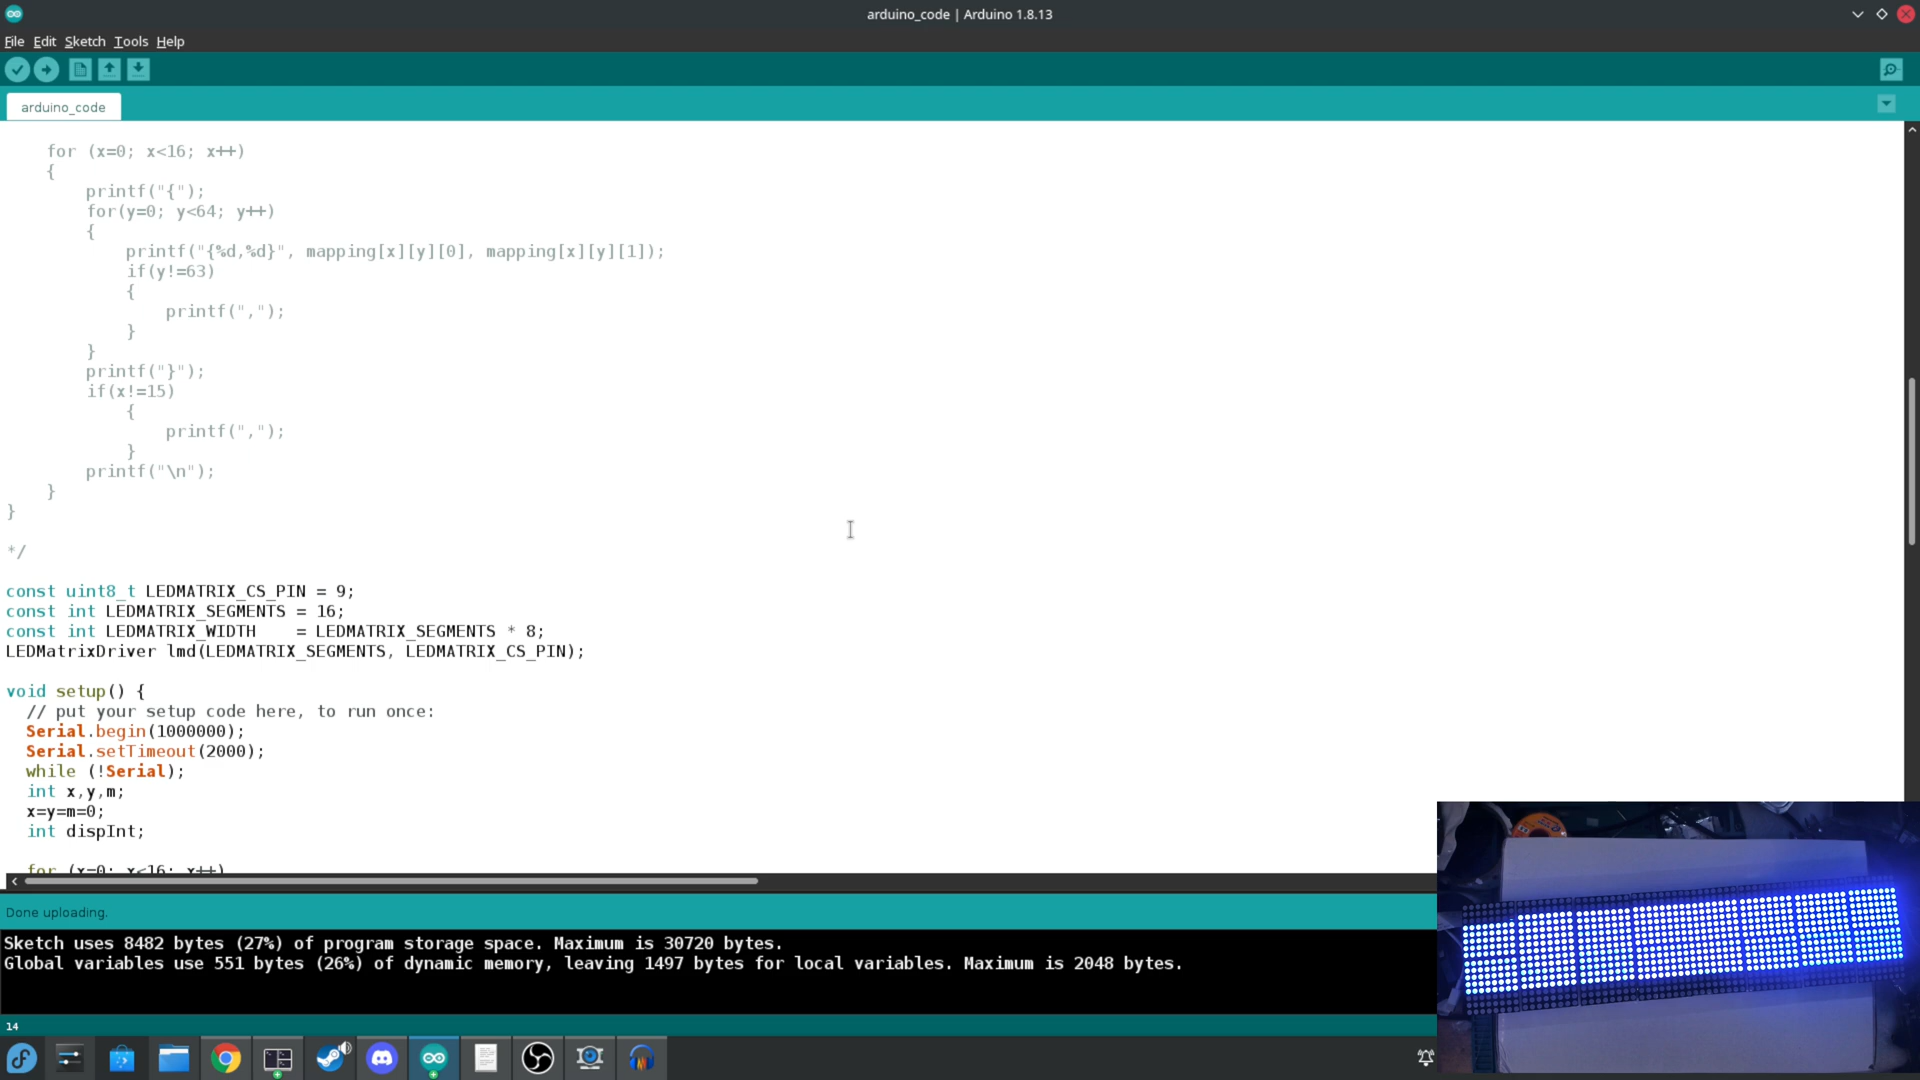 arduino_code | Arduino 1.8.13
File Edit Sketch Tools Help
arduino_code
for (x=0; x<16; x++)
{
printf("{");
for(y=0; y<64; y++)
{
printf("{%d,%d}", mapping[x][y][0], mapping[x][y][1]);
if(y!=63)
{
printf(",");
}
}
printf("}");
if(x!=15)
{
printf(",");
}
printf("\n");
}
}
*/
const uint8_t LEDMATRIX_CS_PIN = 9;
const int LEDMATRIX_SEGMENTS = 16;
const int LEDMATRIX_WIDTH    = LEDMATRIX_SEGMENTS * 8;
LEDMatrixDriver lmd(LEDMATRIX_SEGMENTS, LEDMATRIX_CS_PIN);
void setup() {
// put your setup code here, to run once:
Serial.begin(1000000);
Serial.setTimeout(2000);
while (!Serial);
int x,y,m;
x=y=m=0;
int dispInt;
for (x=0; x<16; x++)
Done uploading.
Sketch uses 8482 bytes (27%) of program storage space. Maximum is 30720 bytes.
Global variables use 551 bytes (26%) of dynamic memory, leaving 1497 bytes for local variables. Maximum is 2048 bytes.
14